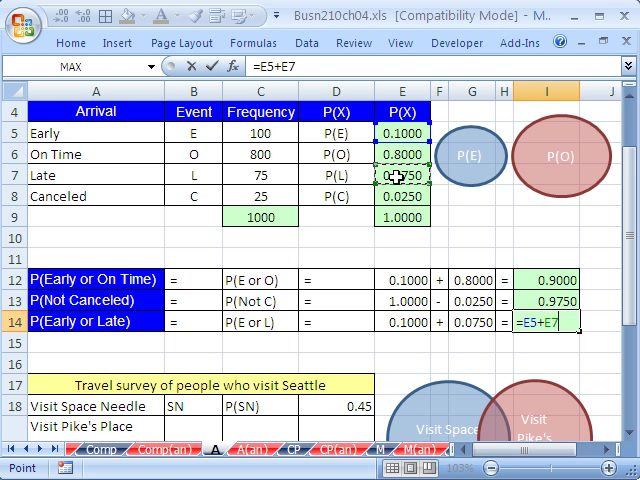 Busn210ch04.xls [Compatibility Mode] - M...
Home Insert Page Layout Formulas Data Review View Developer Add-Ins
MAX =E5+E7
A B C D E F G H I J
4 Arrival Event Frequency P(X) P(X)
5 Early E 100 P(E) 0.1000
6 On Time O 800 P(O) 0.8000
7 Late L 75 P(L) 0.0750
8 Canceled C 25 P(C) 0.0250
9 1000 1.0000
P(E) P(O)
10
11
12 P(Early or On Time) = P(E or O) = 0.1000 + 0.8000 = 0.9000
13 P(Not Canceled) = P(Not C) = 1.0000 - 0.0250 = 0.9750
14 P(Early or Late) = P(E or L) = 0.1000 + 0.0750 = =E5+E7
15
16
17 Travel survey of people who visit Seattle
18 Visit Space Needle SN P(SN) 0.45
Visit Pike's Place
Visit Space
Visit
Pike's
Comp Comp(an) A A(an) CP CP(an) M M(an)
Point 103%